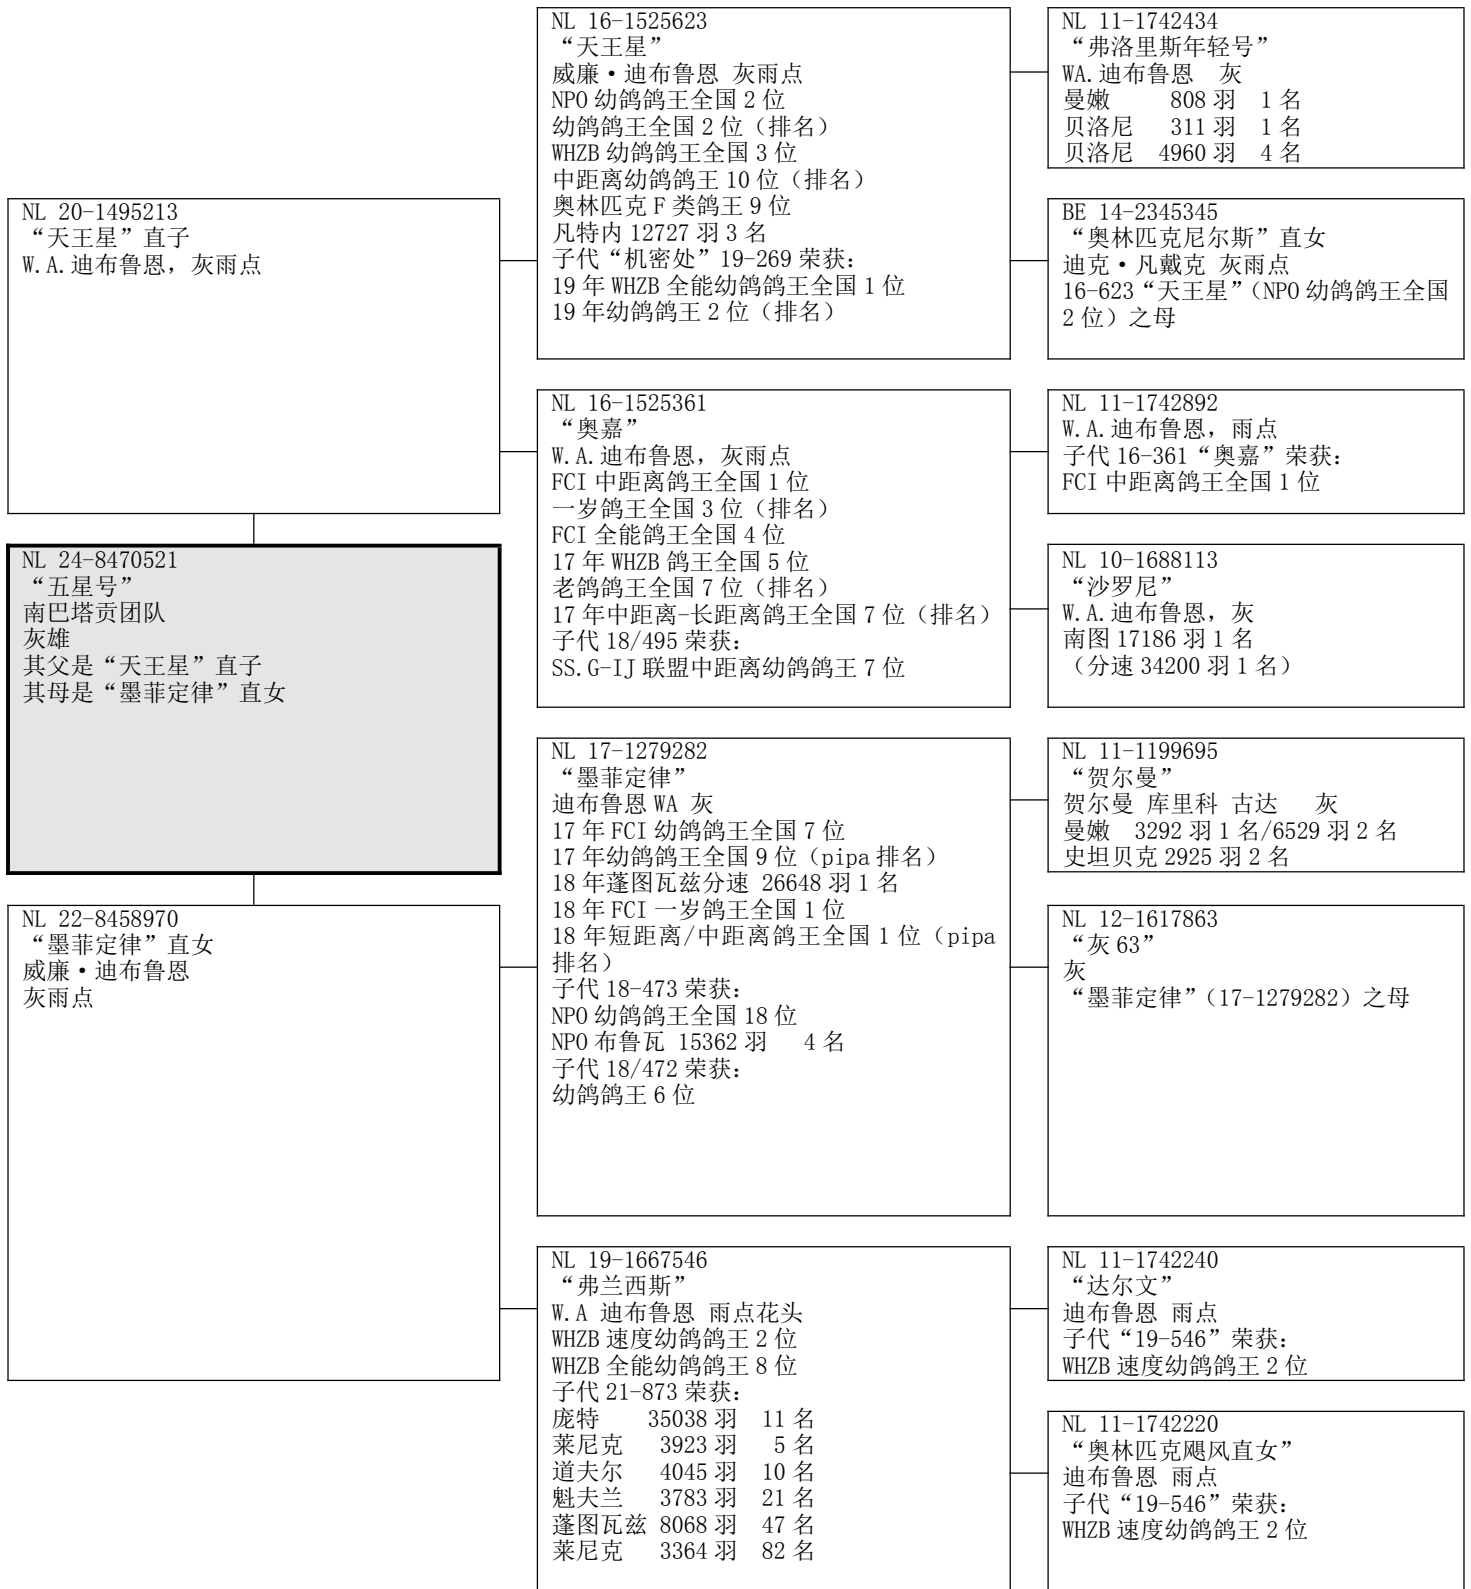 NL 20-1495213
“天王星”直子
W.A.迪布鲁恩，灰雨点
NL 24-8470521
“五星号”
南巴塔贡团队
灰雄
其父是“天王星”直子
其母是“墨菲定律”直女
NL 22-8458970
“墨菲定律”直女
威廉•迪布鲁恩
灰雨点
NL 16-1525623
“天王星”
威廉•迪布鲁恩 灰雨点
NPO 幼鸽鸽王全国 2 位
幼鸽鸽王全国 2 位（排名）
WHZB 幼鸽鸽王全国 3 位
中距离幼鸽鸽王 10 位（排名）
奥林匹克 F 类鸽王 9 位
凡特内 12727 羽 3 名
子代“机密处”19-269 荣获：
19 年 WHZB 全能幼鸽鸽王全国 1 位
19 年幼鸽鸽王 2 位（排名）
NL 16-1525361
“奥嘉”
W.A.迪布鲁恩，灰雨点
FCI 中距离鸽王全国 1 位
一岁鸽王全国 3 位（排名）
FCI 全能鸽王全国 4 位
17 年 WHZB 鸽王全国 5 位
老鸽鸽王全国 7 位（排名）
17 年中距离-长距离鸽王全国 7 位（排名）
子代 18/495 荣获：
SS.G-IJ 联盟中距离幼鸽鸽王 7 位
NL 17-1279282
“墨菲定律”
迪布鲁恩 WA 灰
17 年 FCI 幼鸽鸽王全国 7 位
17 年幼鸽鸽王全国 9 位（pipa 排名）
18 年蓬图瓦兹分速 26648 羽 1 名
18 年 FCI 一岁鸽王全国 1 位
18 年短距离/中距离鸽王全国 1 位（pipa
排名）
子代 18-473 荣获：
NPO 幼鸽鸽王全国 18 位
NPO 布鲁瓦 15362 羽 4 名
子代 18/472 荣获：
幼鸽鸽王 6 位
NL 19-1667546
“弗兰西斯”
W.A 迪布鲁恩 雨点花头
WHZB 速度幼鸽鸽王 2 位
WHZB 全能幼鸽鸽王 8 位
子代 21-873 荣获：
庞特 35038 羽 11 名
莱尼克 3923 羽 5 名
道夫尔 4045 羽 10 名
魁夫兰 3783 羽 21 名
蓬图瓦兹 8068 羽 47 名
莱尼克 3364 羽 82 名
NL 11-1742434
“弗洛里斯年轻号”
WA.迪布鲁恩 灰
曼嫩 808 羽 1 名
贝洛尼 311 羽 1 名
贝洛尼 4960 羽 4 名
BE 14-2345345
“奥林匹克尼尔斯”直女
迪克•凡戴克 灰雨点
16-623“天王星”（NPO 幼鸽鸽王全国
2 位）之母
NL 11-1742892
W.A.迪布鲁恩，雨点
子代 16-361“奥嘉”荣获：
FCI 中距离鸽王全国 1 位
NL 10-1688113
“沙罗尼”
W.A.迪布鲁恩，灰
南图 17186 羽 1 名
（分速 34200 羽 1 名）
NL 11-1199695
“贺尔曼”
贺尔曼 库里科 古达 灰
曼嫩 3292 羽 1 名/6529 羽 2 名
史坦贝克 2925 羽 2 名
NL 12-1617863
“灰 63”
灰
“墨菲定律”（17-1279282）之母
NL 11-1742240
“达尔文”
迪布鲁恩 雨点
子代“19-546”荣获：
WHZB 速度幼鸽鸽王 2 位
NL 11-1742220
“奥林匹克飓风直女”
迪布鲁恩 雨点
子代“19-546”荣获：
WHZB 速度幼鸽鸽王 2 位